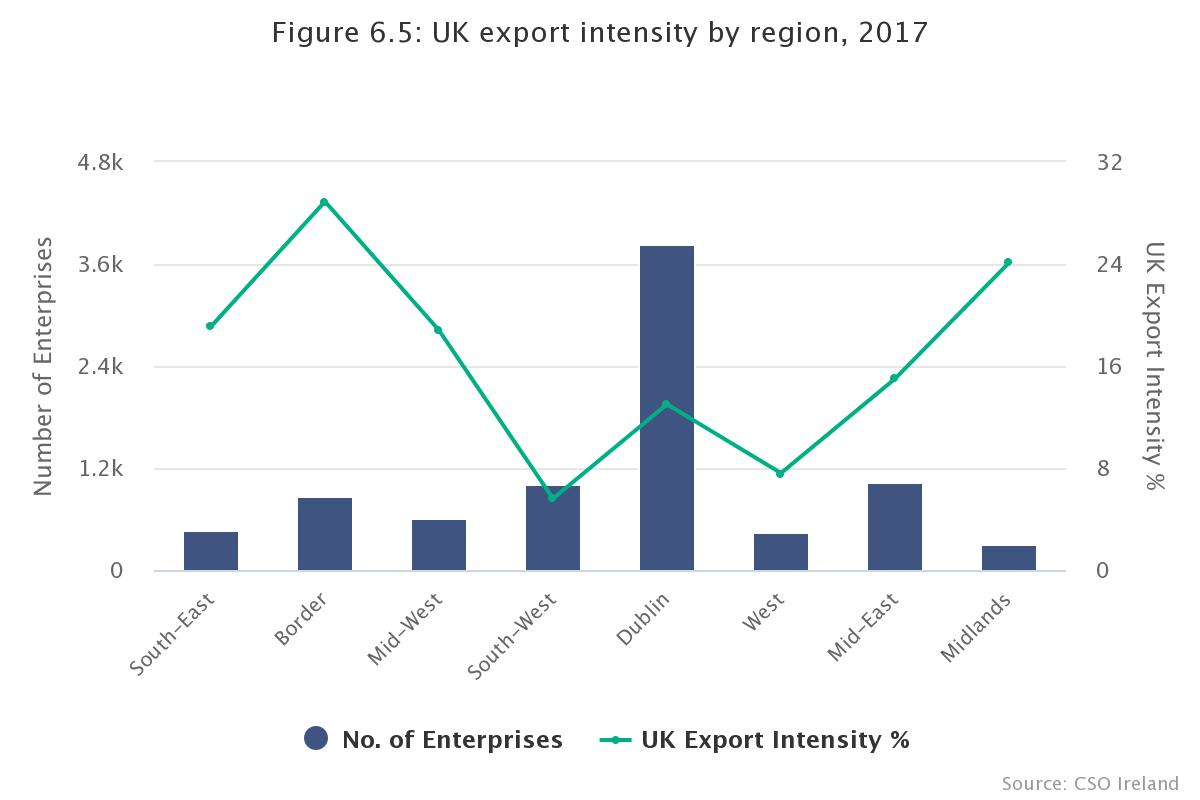 Figure 6.5: UK export intensity by region, 2017
4.8k
3.6k
2.4k
1.2k
0
Number of Enterprises
32
24
16
8
0
UK Export Intensity %
South–East
Border
Mid–West
South–West
Dublin
West
Mid–East
Midlands
No. of Enterprises
UK Export Intensity %
Source: CSO Ireland